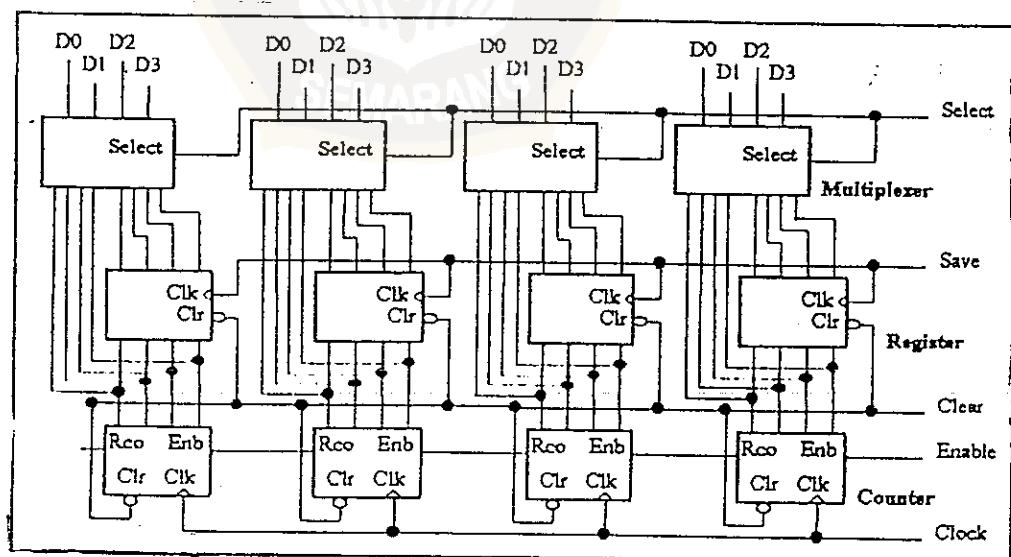 D0 D2 D0 D2 D0 D2 D0 D2
D1 D3 D1 D3 D1 D3 D1 D3
SEMARANG
Select
Select Select Select Select
Multiplexer
Save
Clk Clk Clk Clk
Clr Clr Clr Clr
Register
Clear
Rco Enb Rco Enb Rco Enb Rco Enb
Enable
Clr Clk Clr Clk Clr Clk Clr Clk
Counter
Clock